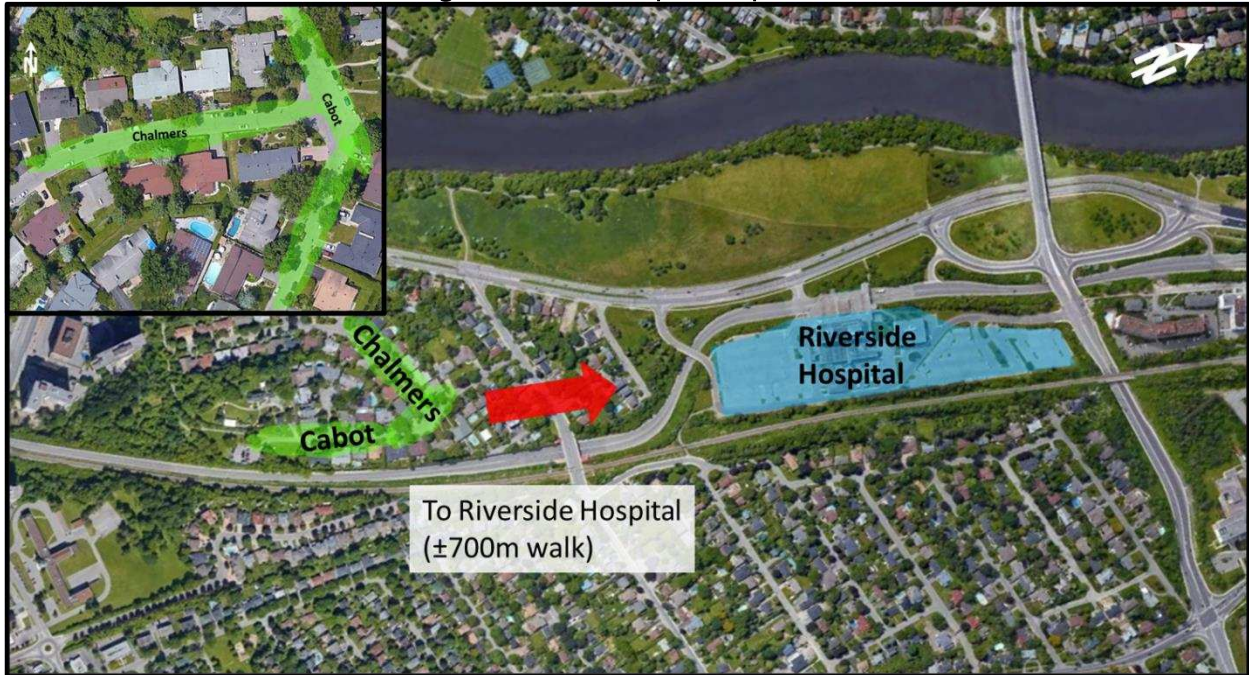 N
Chalmers
Cabot
N
Riverside
Hospital
Chalmers
Cabot
To Riverside Hospital
(±700m walk)